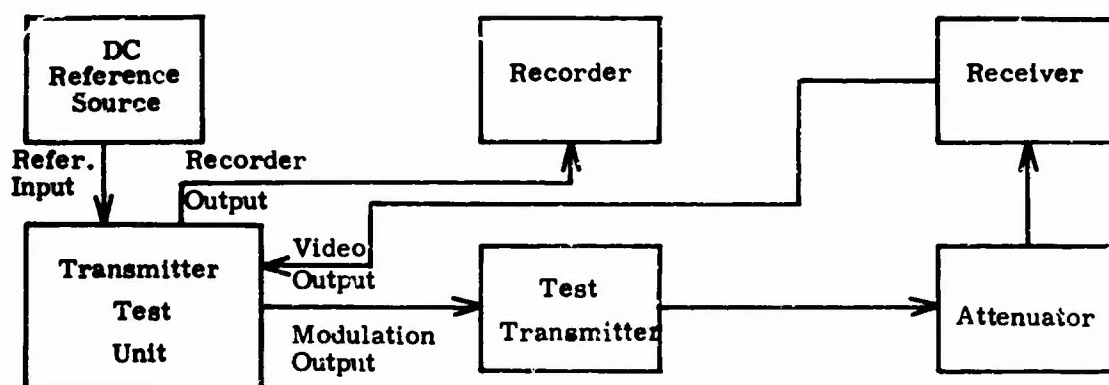 DC
Reference
Source
Recorder
Receiver
Refer.
Input
Recorder
Output
Transmitter
Test
Unit
Video
Output
Modulation
Output
Test
Transmitter
Attenuator